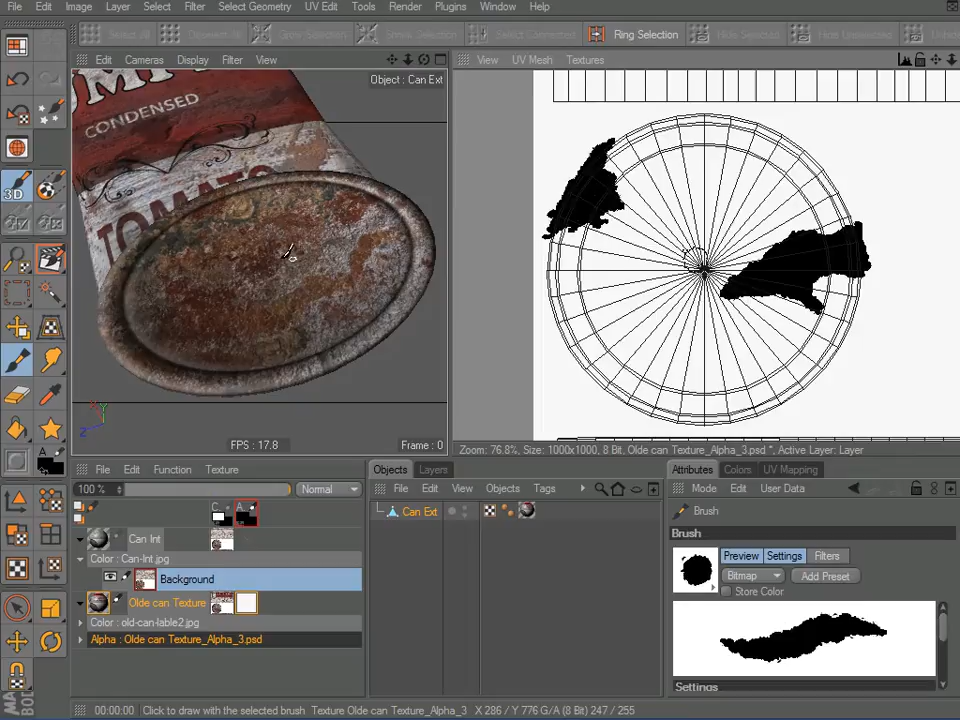 File Edit Image Layer Select Filter Select Geometry UV Edit Tools Render Plugins Window Help
Ring Selection
Edit Cameras Display Filter View
View UV Mesh Textures
Object : Can Ext
CONDENSED
TOMATO
3D
FPS : 17.8
Frame : 0
Zoom: 76.8%, Size: 1000x1000, 8 Bit, Olde can Texture_Alpha_3.psd *, Active Layer: Layer
File Edit Function Texture
Objects Layers
Attributes Colors UV Mapping
100 % Normal
File Edit View Objects Tags
Mode Edit User Data
C... A...
Can Ext
Brush
Can Int
Brush
Color : Can-Int.jpg
Preview Settings Filters
Background
Bitmap Add Preset
Store Color
Olde can Texture
Color : old-can-lable2.jpg
Alpha : Olde can Texture_Alpha_3.psd
Settings
00:00:00 Click to draw with the selected brush Texture Olde can Texture_Alpha_3 X 286 / Y 776 G/A (8 Bit) 247 / 255